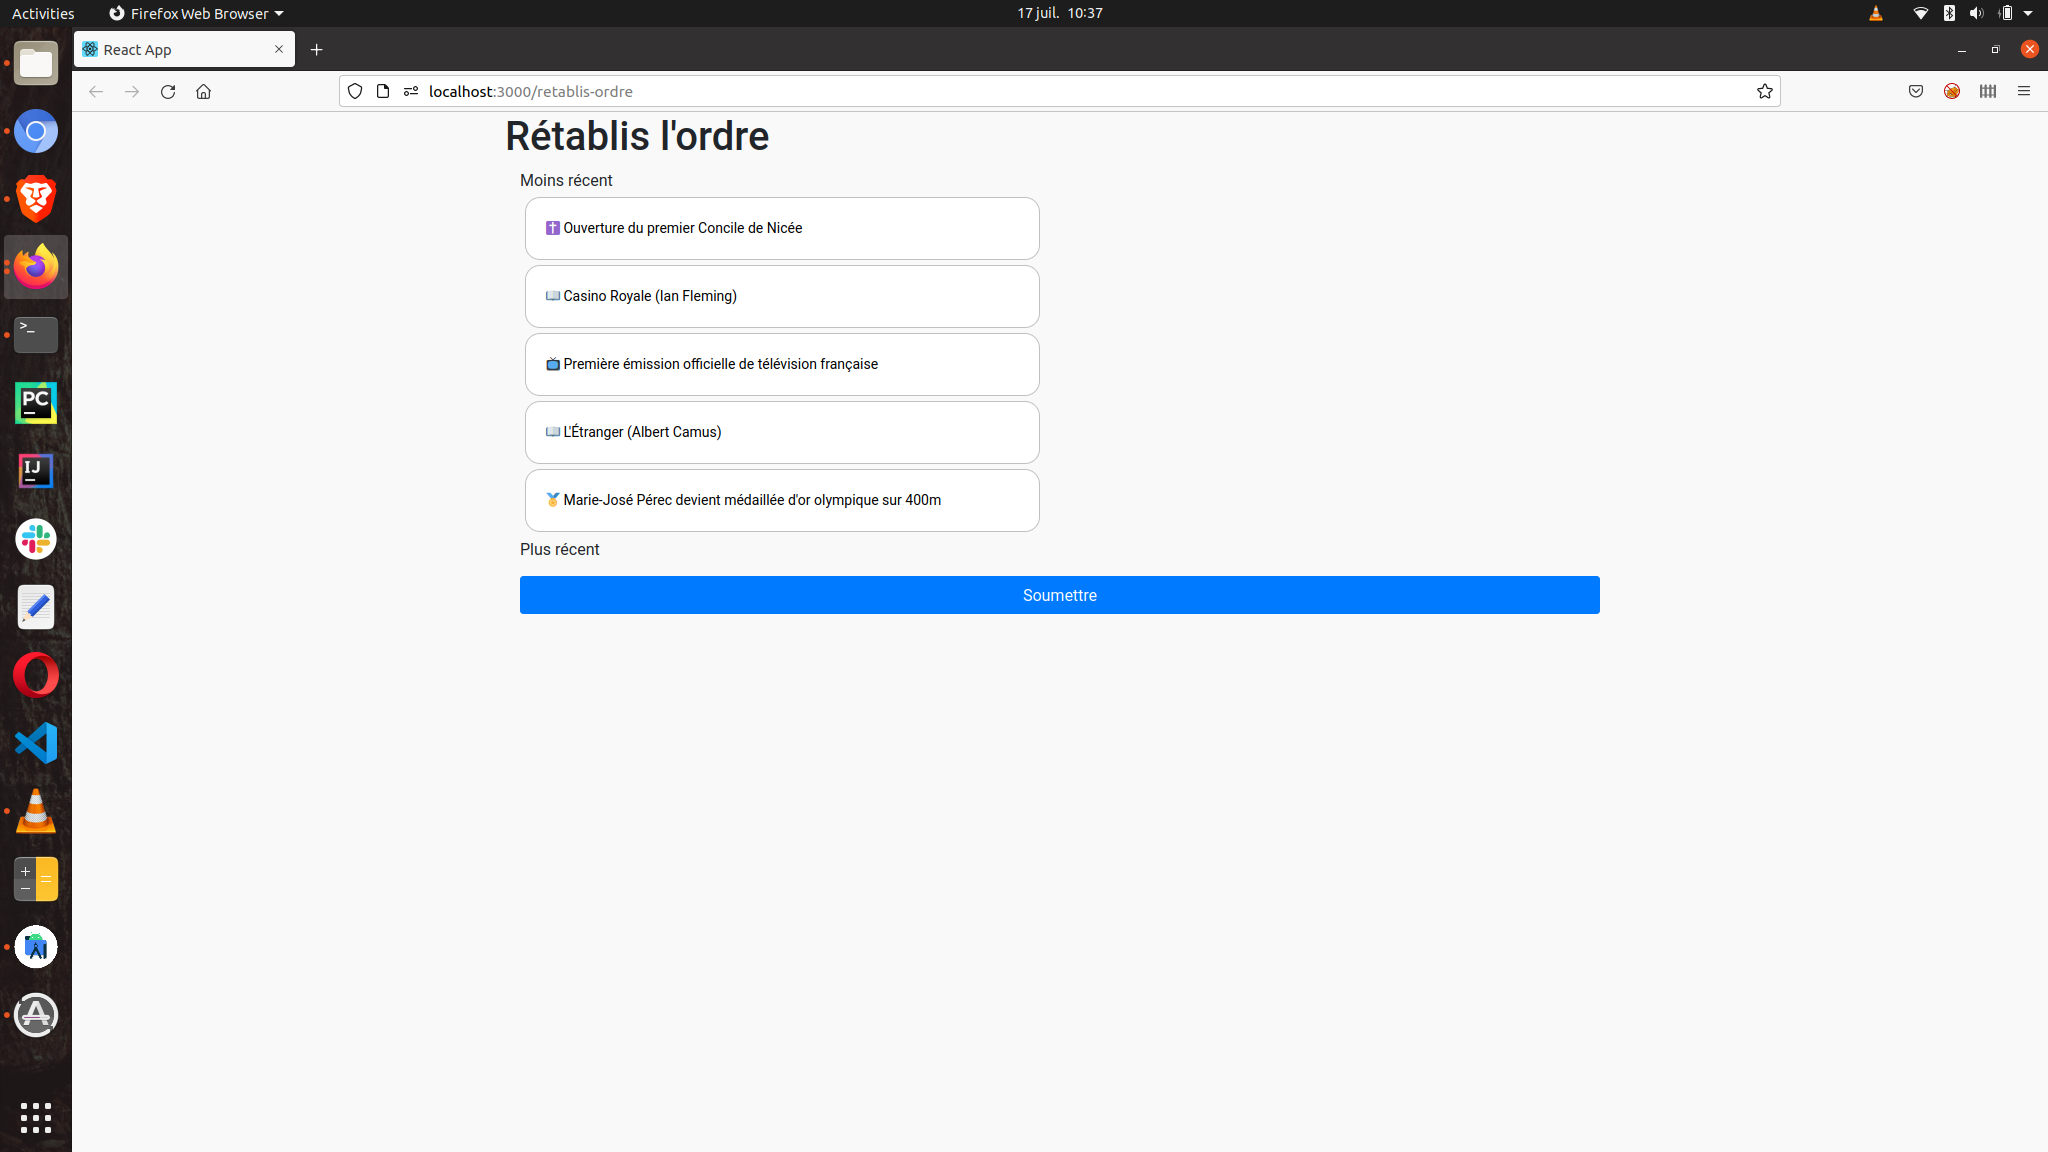 Activities
Firefox Web Browser
17 juil. 10:37
React App
localhost:3000/retablis-ordre
Rétablis l'ordre
Moins récent
Ouverture du premier Concile de Nicée
Casino Royale (Ian Fleming)
Première émission officielle de télévision française
L'Étranger (Albert Camus)
Marie-José Pérec devient médaillée d'or olympique sur 400m
Plus récent
Soumettre
>_
PC
IJ